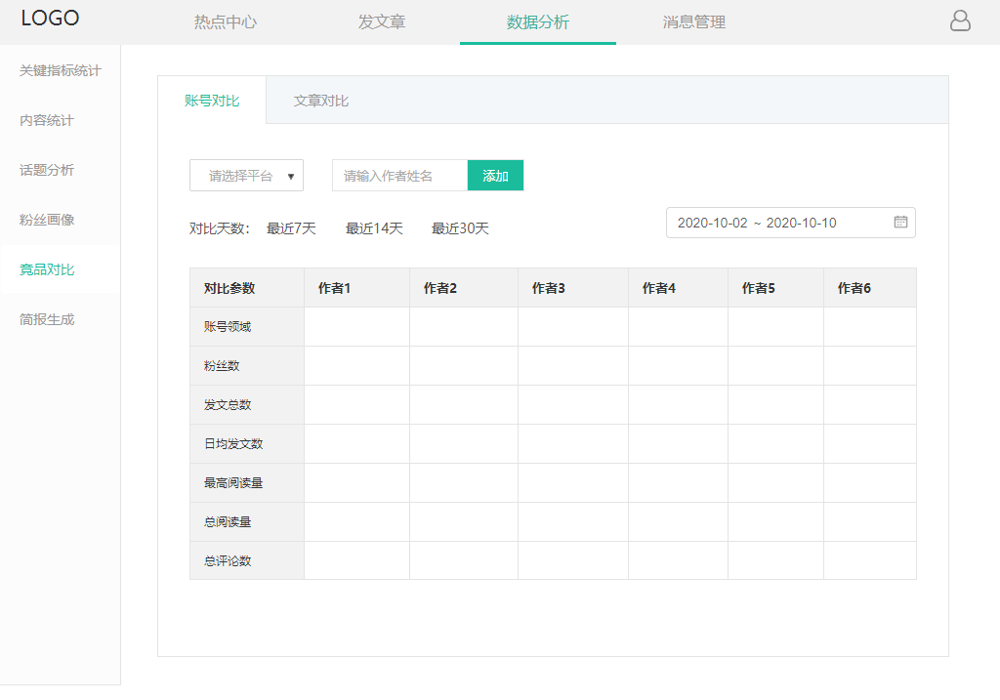 LOGO 热点中心 发文章 数据分析 消息管理
关键指标统计
内容统计
话题分析
粉丝画像
竞品对比
简报生成
账号对比 文章对比
请选择平台 请输入作者姓名 添加
对比天数： 最近7天 最近14天 最近30天 2020-10-02 ~ 2020-10-10
对比参数 作者1 作者2 作者3 作者4 作者5 作者6
账号领域
粉丝数
发文总数
日均发文数
最高阅读量
总阅读量
总评论数